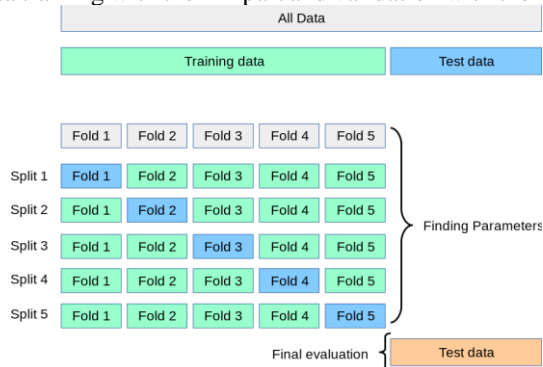 All Data
Training data Test data
Fold 1 Fold 2 Fold 3 Fold 4 Fold 5
Split 1 Fold 1 Fold 2 Fold 3 Fold 4 Fold 5
Split 2 Fold 1 Fold 2 Fold 3 Fold 4 Fold 5
Finding Parameters
Split 3 Fold 1 Fold 2 Fold 3 Fold 4 Fold 5
Split 4 Fold 1 Fold 2 Fold 3 Fold 4 Fold 5
Split 5 Fold 1 Fold 2 Fold 3 Fold 4 Fold 5
Final evaluation Test data